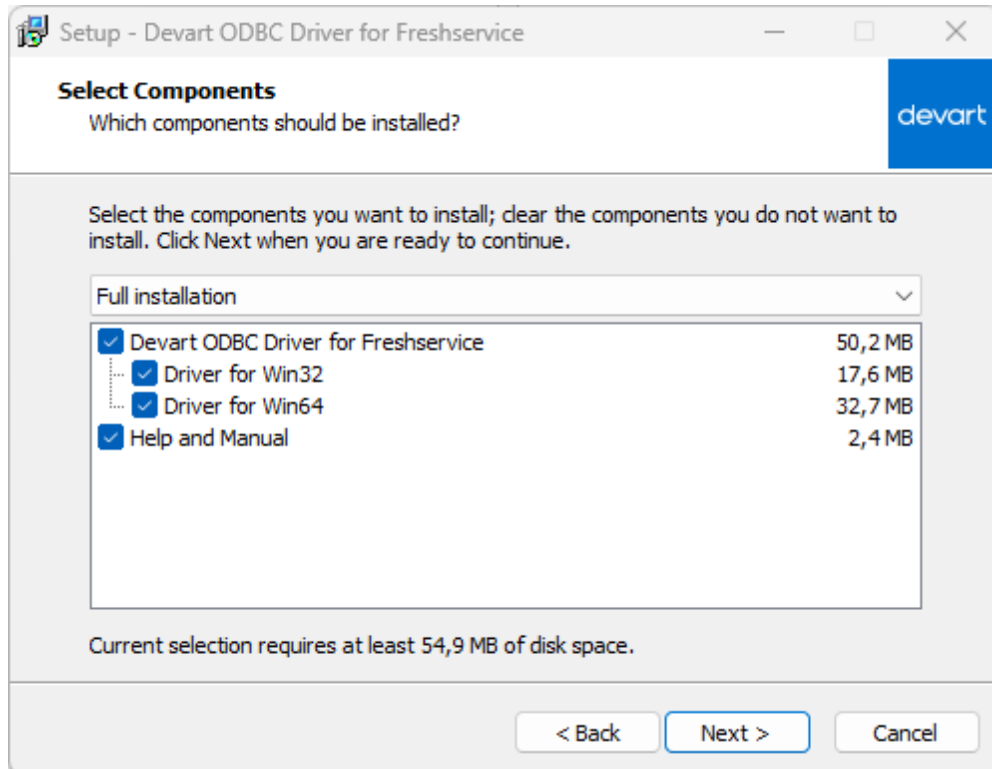 Setup - Devart ODBC Driver for Freshservice
Select Components
Which components should be installed?
devart
Select the components you want to install; clear the components you do not want to
install. Click Next when you are ready to continue.
Full installation
Devart ODBC Driver for Freshservice 50,2 MB
Driver for Win32 17,6 MB
Driver for Win64 32,7 MB
Help and Manual 2,4 MB
Current selection requires at least 54,9 MB of disk space.
< Back Next > Cancel